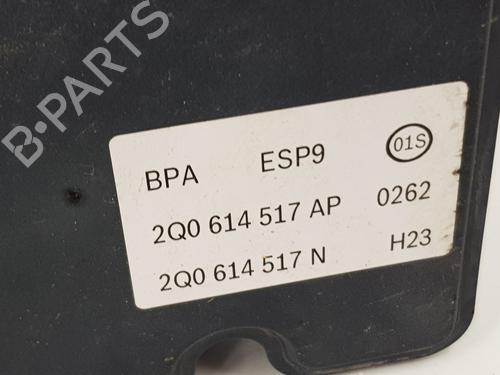 B-PARTS
BPA ESP9 01S
2Q0 614 517 AP 0262
2Q0 614 517 N H23